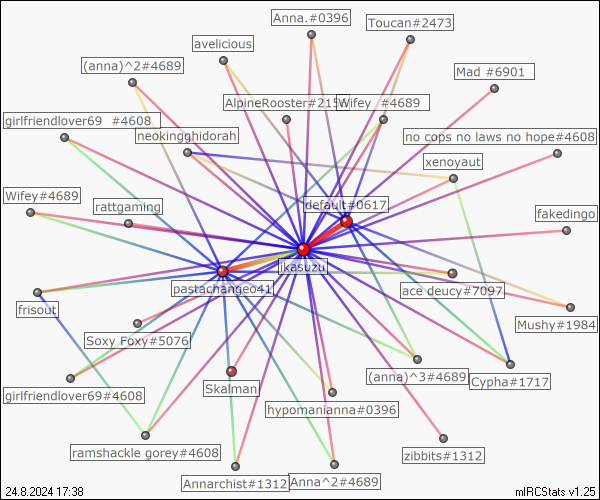 Anna.#0396
Toucan#2473
avelicious
(anna)^2#4689
Mad #6901
AlpineRooster#215
Wifey #4689
girlfriendlover69 #4608
neokingghidorah
no cops no laws no hope#4608
xenoyaut
Wifey#4689
rattgaming
default#0617
fakedingo
ikasuzu
pastachange041
ace deucy#7097
frisout
Mushy#1984
Soxy Foxy#5076
(anna)^3#4689
Cypha#1717
Skalman
girlfriendlover69#4608
hypomanianna#0396
ramshackle gorey#4608
zibbits#1312
Annarchist#1312
Anna^2#4689
24.8.2024 17:38
mIRCStats v1.25